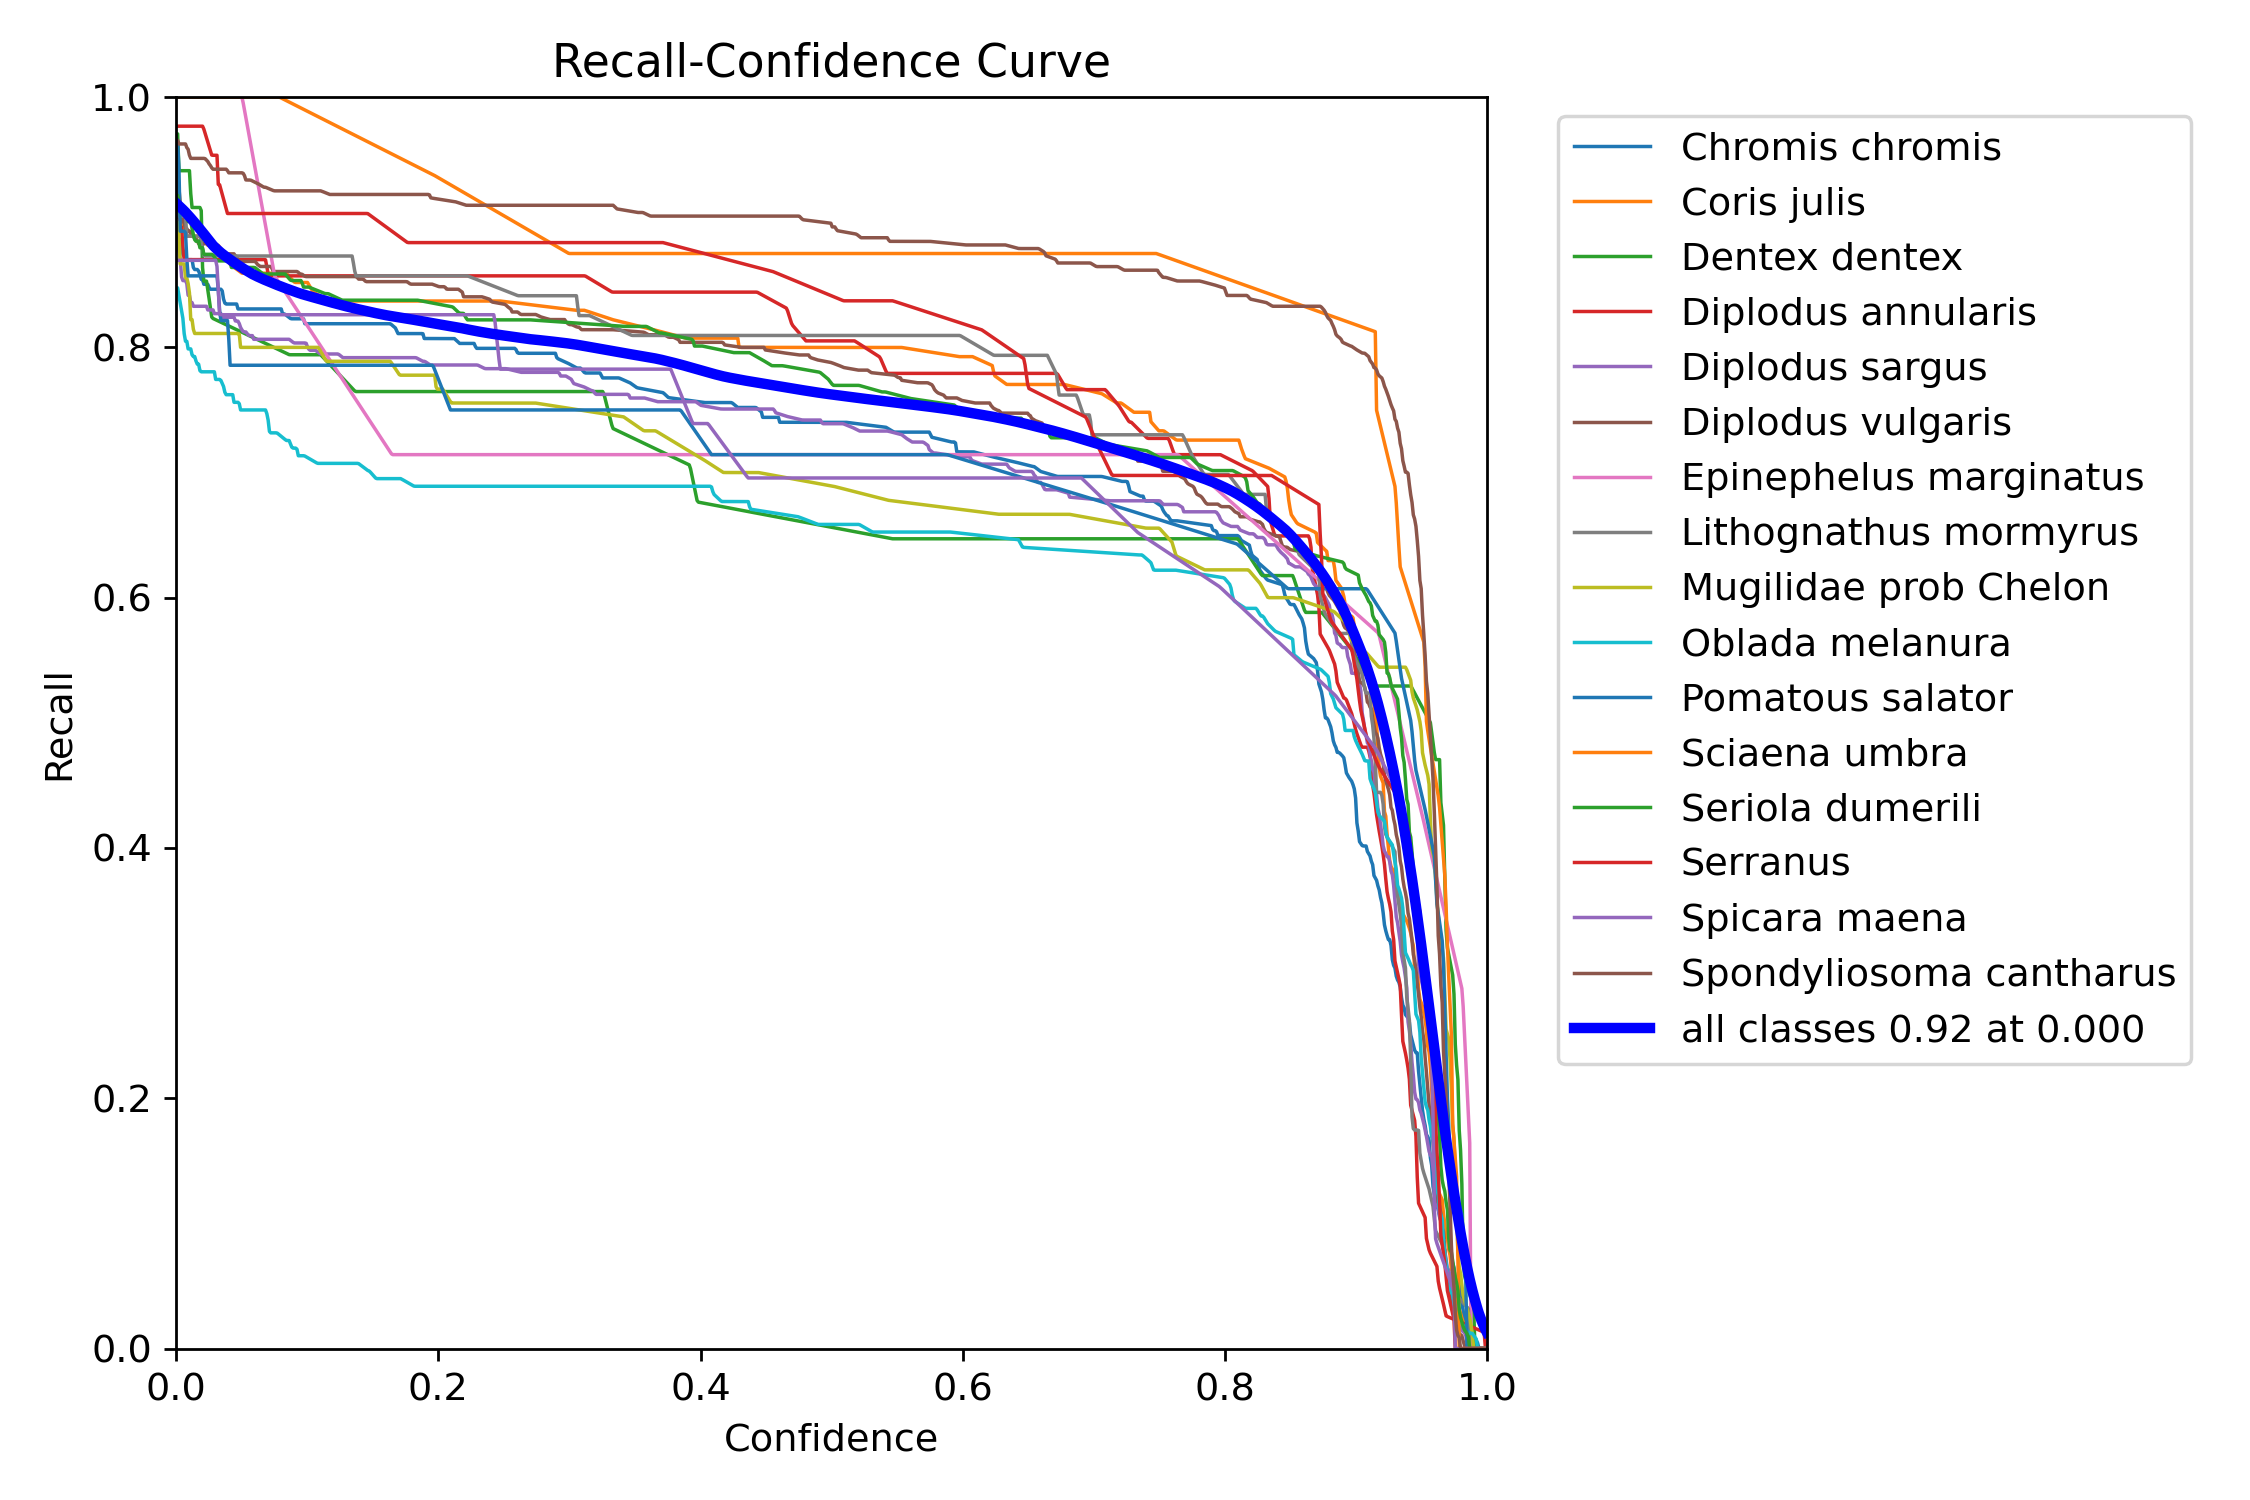 Recall-Confidence Curve
1.0
0.8
0.6
0.4
0.2
0.0
Recall
0.0 0.2 0.4 0.6 0.8 1.0
Confidence
Chromis chromis
Coris julis
Dentex dentex
Diplodus annularis
Diplodus sargus
Diplodus vulgaris
Epinephelus marginatus
Lithognathus mormyrus
Mugilidae prob Chelon
Oblada melanura
Pomatous salator
Sciaena umbra
Seriola dumerili
Serranus
Spicara maena
Spondyliosoma cantharus
all classes 0.92 at 0.000